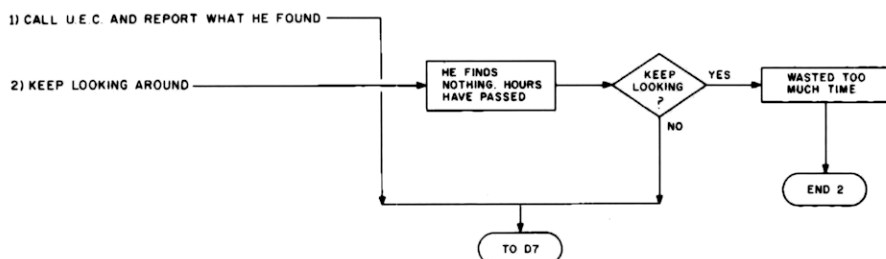 1) CALL U.E.C. AND REPORT WHAT HE FOUND
2) KEEP LOOKING AROUND
HE FINDS
NOTHING. HOURS
HAVE PASSED
KEEP
LOOKING
?
YES
NO
WASTED TOO
MUCH TIME
END 2
TO D7